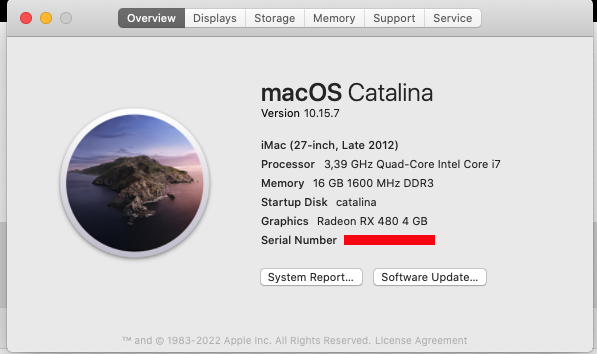 Overview Displays Storage Memory Support Service
macOS Catalina
Version 10.15.7
iMac (27-inch, Late 2012)
Processor 3,39 GHz Quad-Core Intel Core i7
Memory 16 GB 1600 MHz DDR3
Startup Disk catalina
Graphics Radeon RX 480 4 GB
Serial Number
System Report... Software Update...
™ and © 1983-2022 Apple Inc. All Rights Reserved. License Agreement